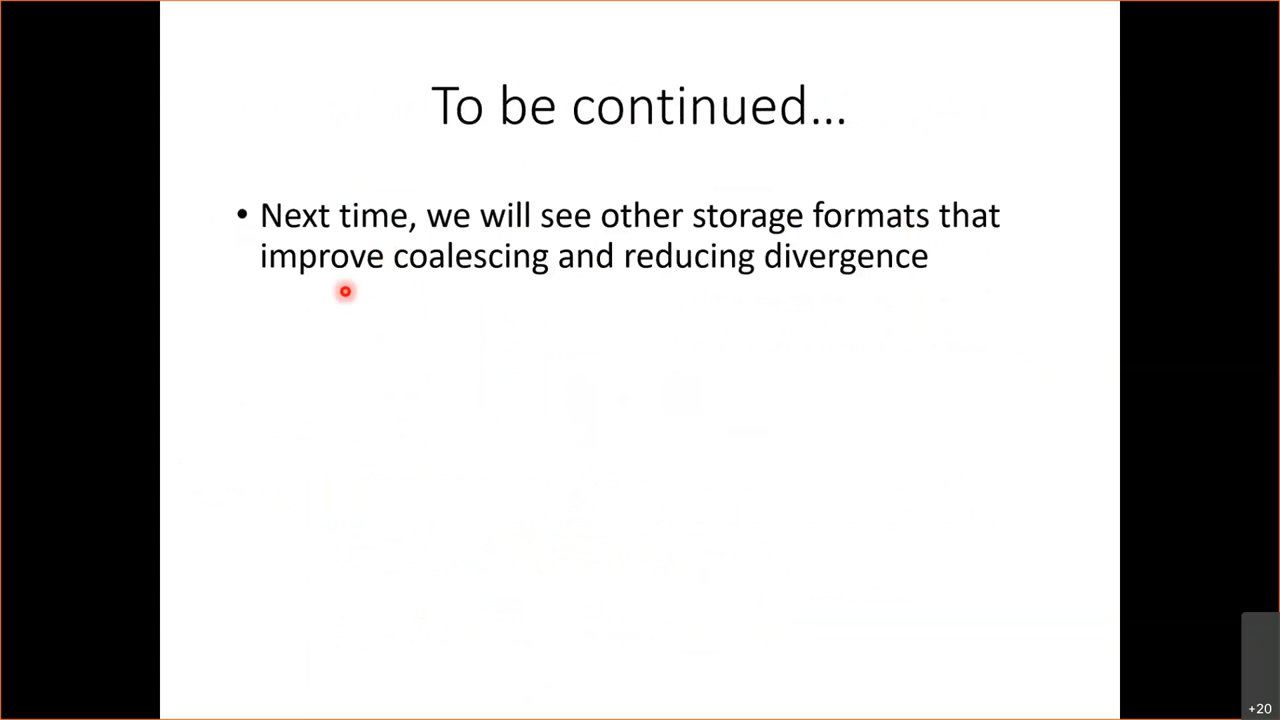 To be continued...
• Next time, we will see other storage formats that
improve coalescing and reducing divergence
+20